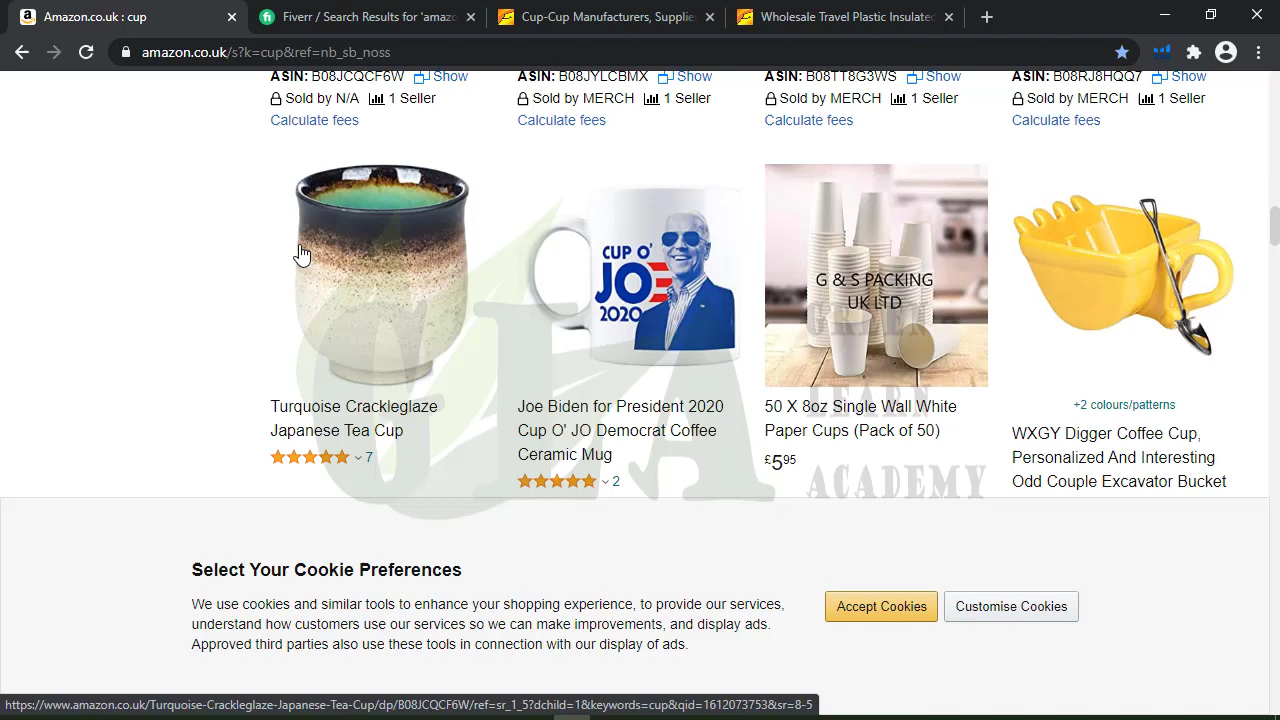 Amazon.co.uk : cup
Fiverr / Search Results for 'amazo
Cup-Cup Manufacturers, Supplier
Wholesale Travel Plastic Insulated
amazon.co.uk/s?k=cup&ref=nb_sb_noss
ASIN: B08JCQCF6W Show
ASIN: B08JYLCBMX Show
ASIN: B08TT8G3WS Show
ASIN: B08RJ8HQQ7 Show
Sold by N/A 1 Seller
Sold by MERCH 1 Seller
Sold by MERCH 1 Seller
Sold by MERCH 1 Seller
Calculate fees
Calculate fees
Calculate fees
Calculate fees
CUP O'
JOE
2020
G & S PACKING
UK LTD
GLA
LEARN
ACADEMY
Turquoise Crackleglaze
Japanese Tea Cup
7
Joe Biden for President 2020
Cup O' JO Democrat Coffee
Ceramic Mug
2
50 X 8oz Single Wall White
Paper Cups (Pack of 50)
£595
+2 colours/patterns
WXGY Digger Coffee Cup,
Personalized And Interesting
Odd Couple Excavator Bucket
Select Your Cookie Preferences
We use cookies and similar tools to enhance your shopping experience, to provide our services,
understand how customers use our services so we can make improvements, and display ads.
Approved third parties also use these tools in connection with our display of ads.
Accept Cookies
Customise Cookies
https://www.amazon.co.uk/Turquoise-Crackleglaze-Japanese-Tea-Cup/dp/B08JCQCF6W/ref=sr_1_5?dchild=1&keywords=cup&qid=1612073753&sr=8-5